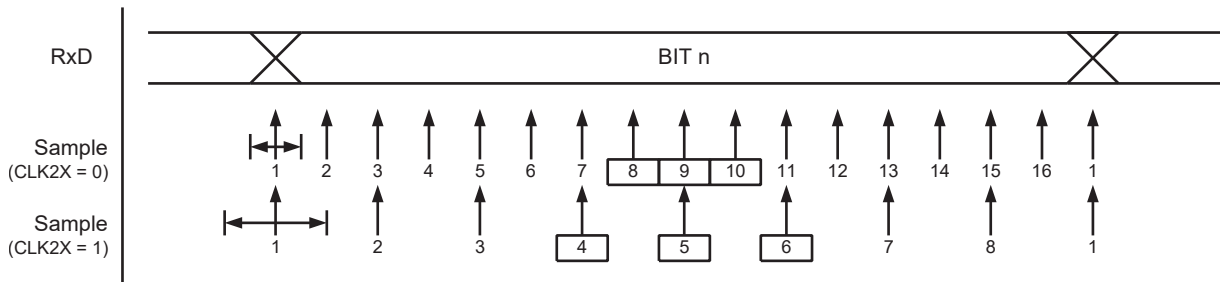 RxD BIT n
Sample
(CLK2X = 0)
1 2 3 4 5 6 7 8 9 10 11 12 13 14 15 16 1
Sample
(CLK2X = 1)
1 2 3 4 5 6 7 8 1